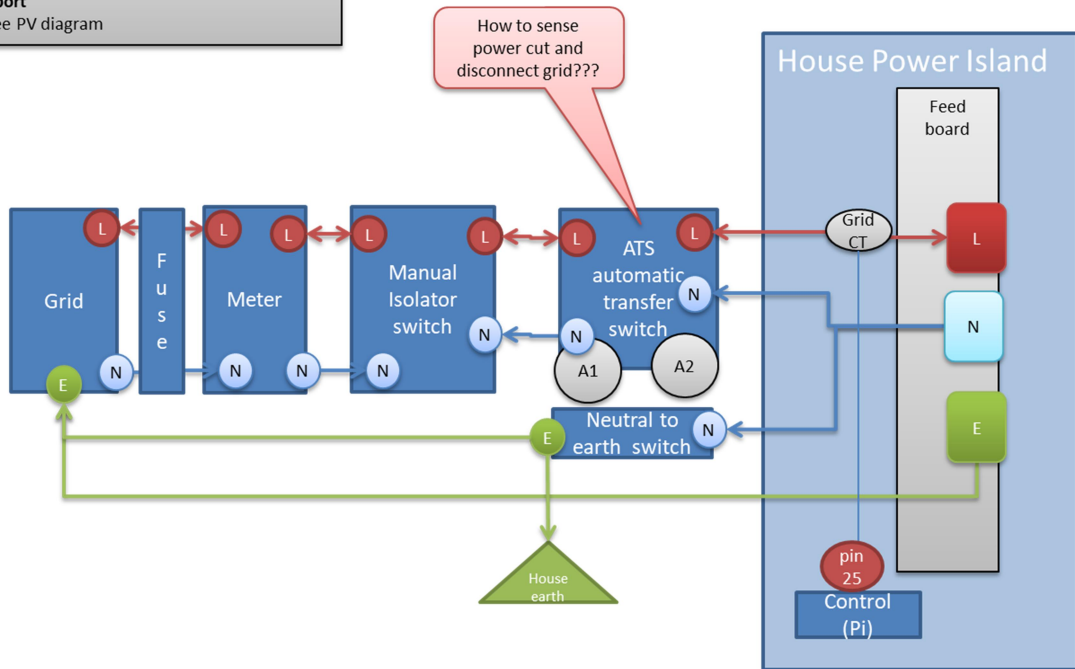 ee PV diagram
How to sense
power cut and
disconnect grid???
House Power Island
Feed
board
L
L
L
L
L
L
L
Grid
CT
L
Grid
F
u
s
e
Meter
Manual
Isolator
switch
ATS
automatic
transfer
switch
N
N
N
N
N
N
N
N
A1
A2
E
Neutral to
earth switch
E
N
E
House
earth
pin
25
Control
(Pi)